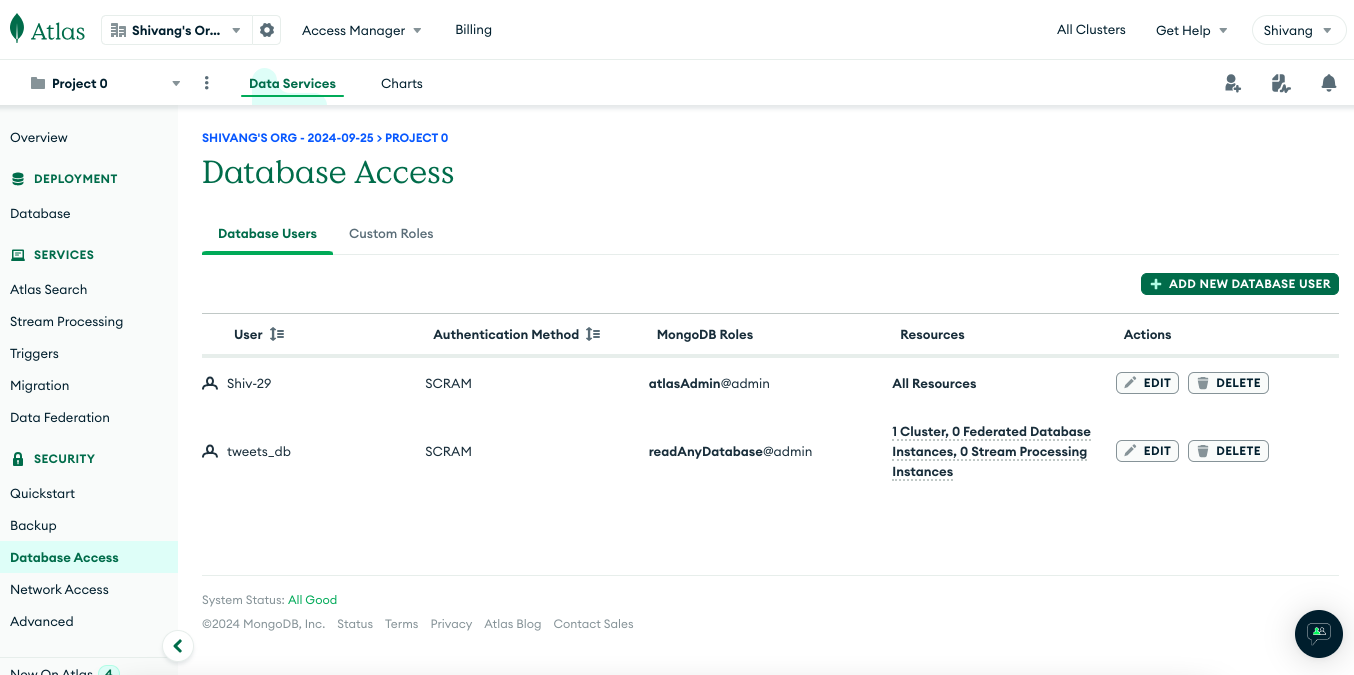 Atlas Shivang's Or... Access Manager Billing All Clusters Get Help Shivang
Project 0 Data Services Charts
Overview
DEPLOYMENT
Database
SERVICES
Atlas Search
Stream Processing
Triggers
Migration
Data Federation
SECURITY
Quickstart
Backup
Database Access
Network Access
Advanced
New On Atlas 4
SHIVANG'S ORG - 2024-09-25 > PROJECT 0
Database Access
Database Users Custom Roles
+ ADD NEW DATABASE USER
User Authentication Method MongoDB Roles Resources Actions
Shiv-29 SCRAM atlasAdmin@admin All Resources EDIT DELETE
tweets_db SCRAM readAnyDatabase@admin 1 Cluster, 0 Federated Database
Instances, 0 Stream Processing
Instances
EDIT DELETE
System Status: All Good
©2024 MongoDB, Inc. Status Terms Privacy Atlas Blog Contact Sales